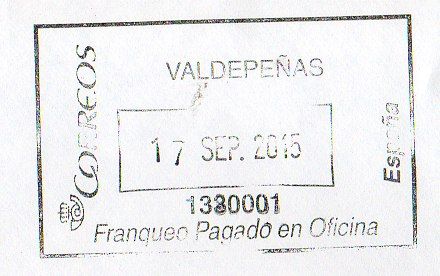 CORREOS
VALDEPEÑAS
17 SEP. 2015
España
1380001
Franqueo Pagado en Oficina